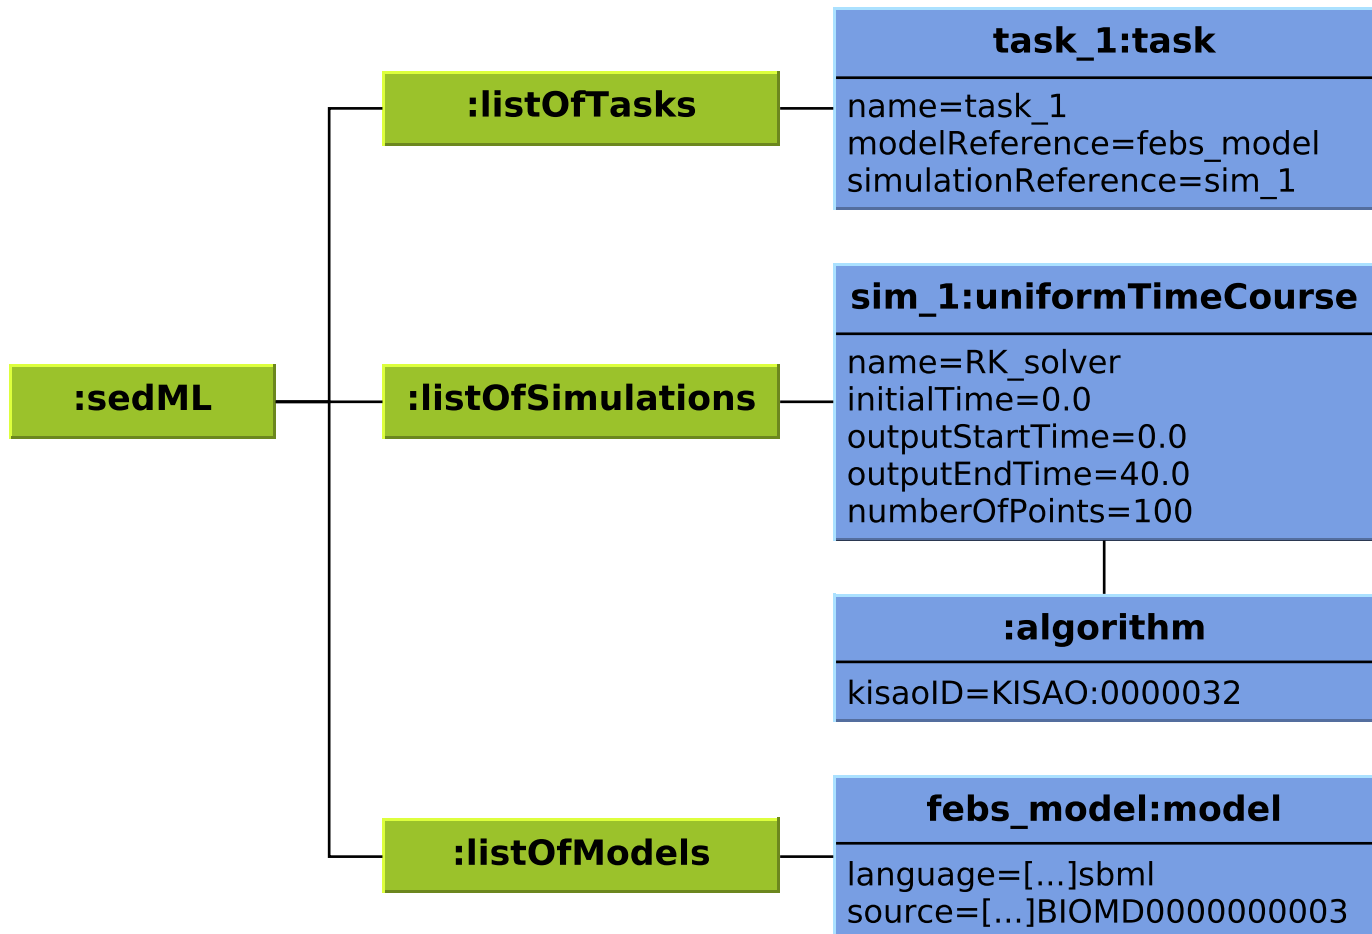 task_1:task
name=task_1
modelReference=febs_model
simulationReference=sim_1
:listOfTasks
sim_1:uniformTimeCourse
name=RK_solver
initialTime=0.0
outputStartTime=0.0
outputEndTime=40.0
numberOfPoints=100
:sedML
:listOfSimulations
:algorithm
kisaoID=KISAO:0000032
febs_model:model
language=[...]sbml
source=[...]BIOMD0000000003
:listOfModels